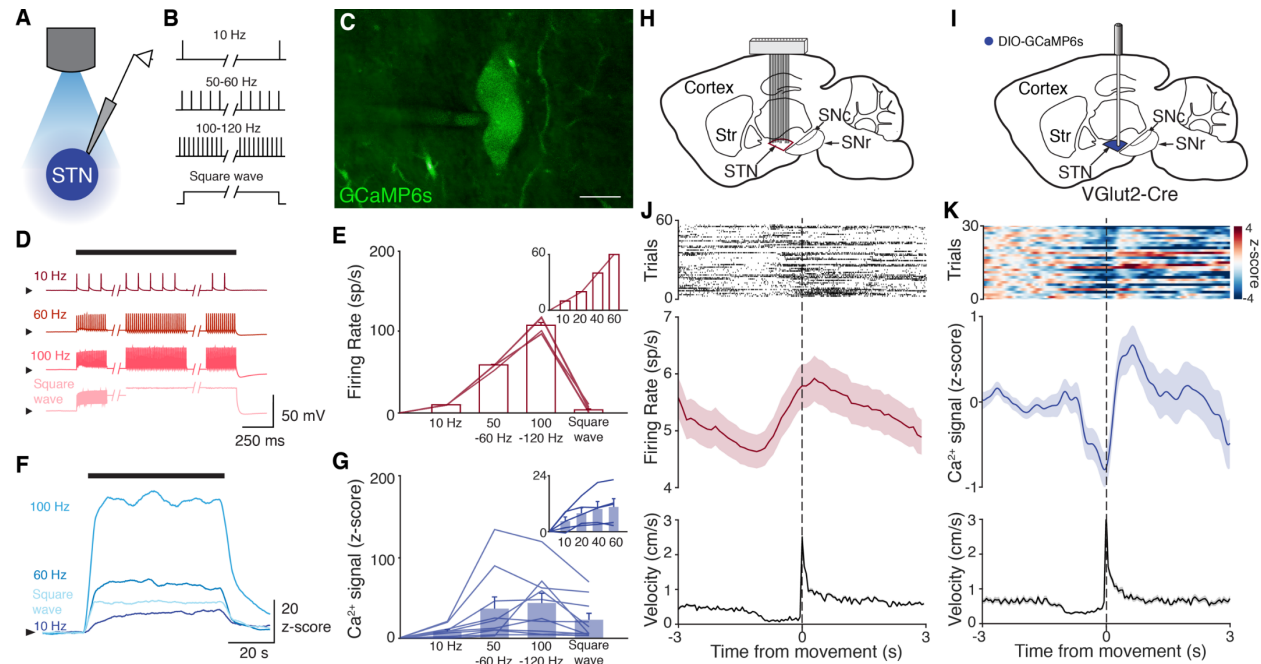 A
STN
B
10 Hz
50-60 Hz
100-120 Hz
Square wave
C
GCaMP6s
D
10 Hz
60 Hz
100 Hz
Square
wave
50 mV
250 ms
E
Firing Rate (sp/s)
200
100
0
10 Hz
50
-60 Hz
100
-120 Hz
Square
wave
60
0
10 20 40 60
F
100 Hz
60 Hz
Square
wave
10 Hz
20
z-score
20 s
G
Ca²⁺ signal (z-score)
200
150
100
50
0
10 Hz
50
-60 Hz
100
-120 Hz
Square
wave
24
0
10 20 40 60
H
Cortex
Str
SNc
SNr
STN
I
DIO-GCaMP6s
Cortex
Str
SNc
SNr
STN
VGlut2-Cre
J
Trials
60
0
Firing Rate (sp/s)
7
6
5
4
Velocity (cm/s)
3
2
1
0
-3 0 3
Time from movement (s)
K
Trials
30
0
4
-4
z-score
Ca²⁺ signal (z-score)
1
0
-1
Velocity (cm/s)
3
2
1
0
-3 0 3
Time from movement (s)